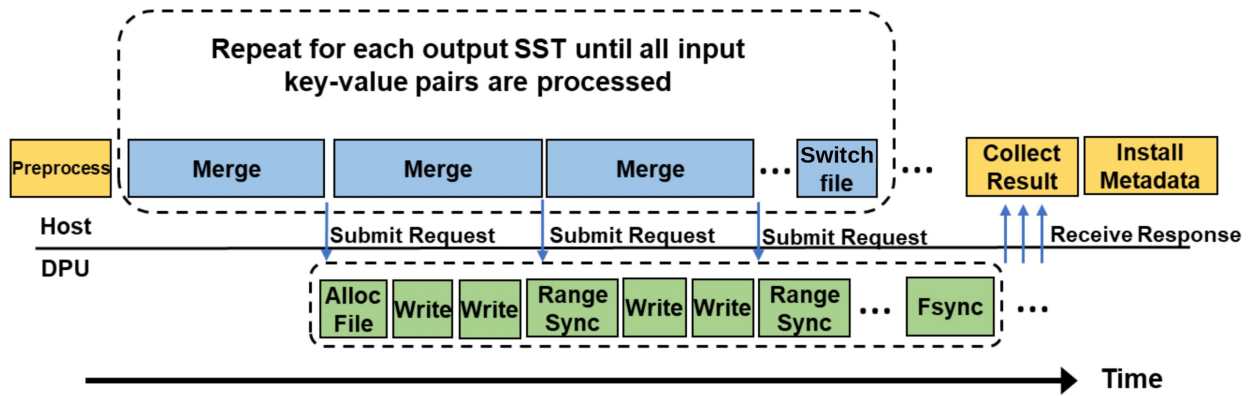 Repeat for each output SST until all input
key-value pairs are processed
Preprocess
Merge
Merge
Merge
...
Switch
file
...
Collect
Result
Install
Metadata
Host
Submit Request
Submit Request
Submit Request
Receive Response
DPU
Alloc
File
Write
Write
Range
Sync
Write
Write
Range
Sync
...
Fsync
...
Time